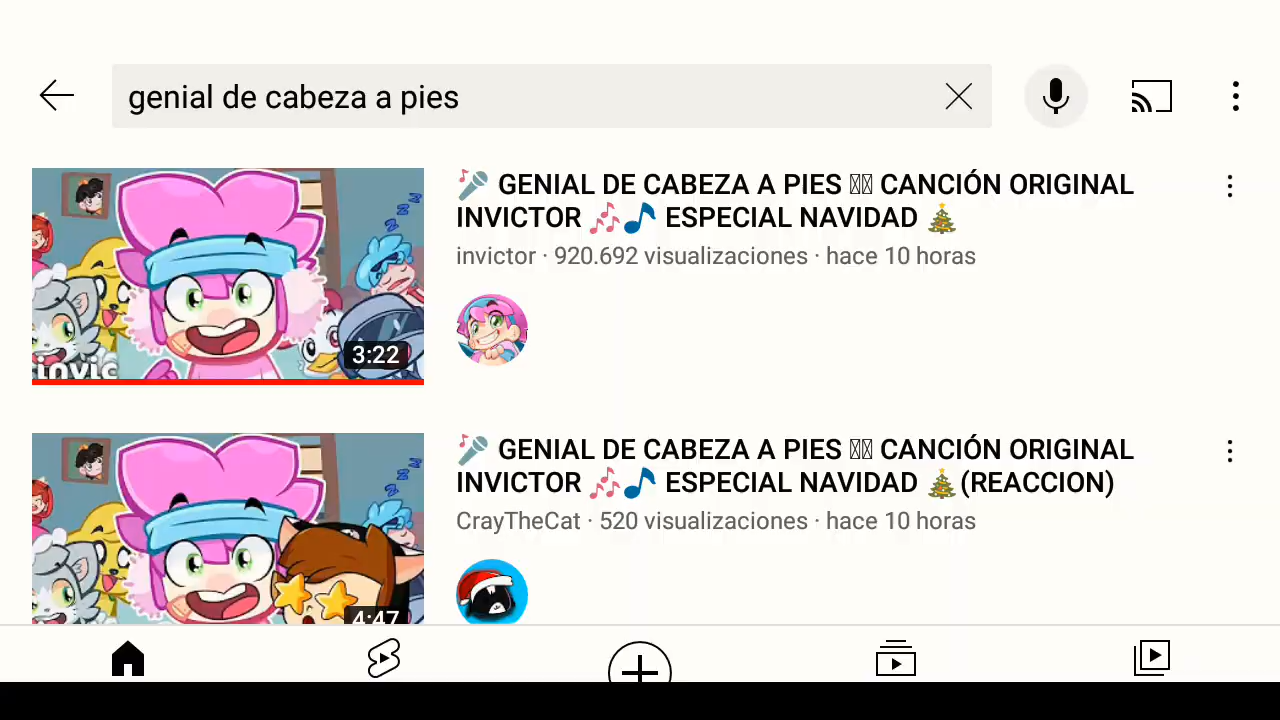 genial de cabeza a pies
GENIAL DE CABEZA A PIES CANCIÓN ORIGINAL
INVICTOR ESPECIAL NAVIDAD
invictor · 920.692 visualizaciones · hace 10 horas
invic
3:22
GENIAL DE CABEZA A PIES CANCIÓN ORIGINAL
INVICTOR ESPECIAL NAVIDAD (REACCION)
CrayTheCat · 520 visualizaciones · hace 10 horas
4:47